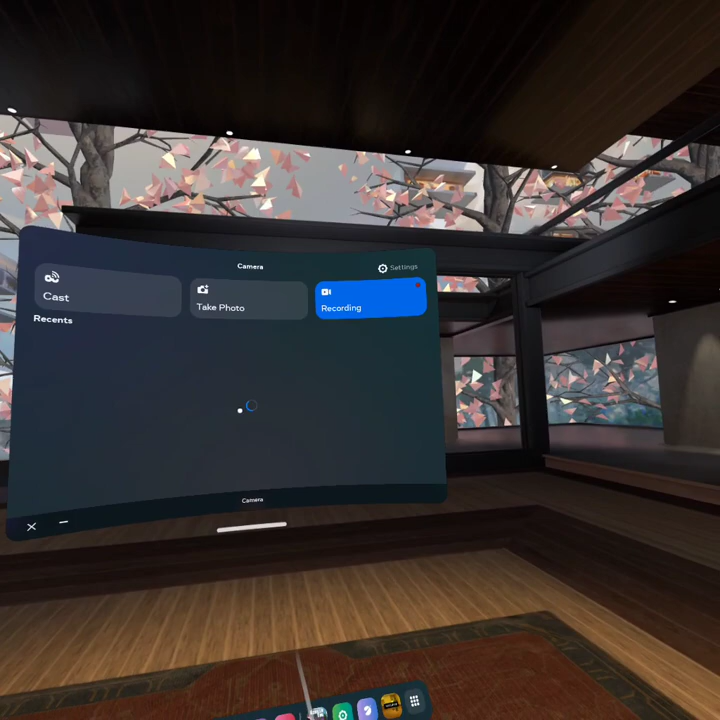 Camera
Settings
Cast
Take Photo
Recording
Recents
Camera